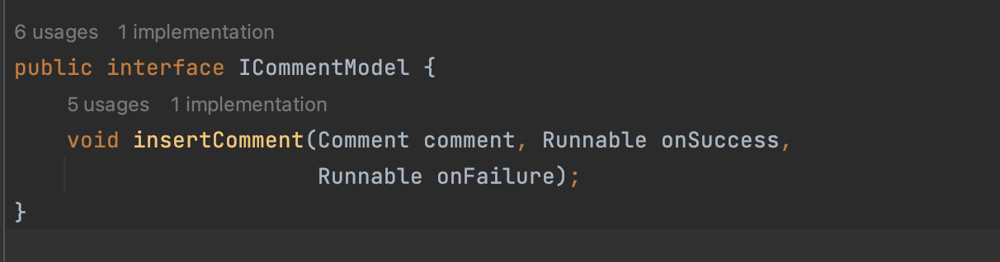 6 usages 1 implementation
public interface ICommentModel {
5 usages 1 implementation
void insertComment(Comment comment, Runnable onSuccess,
Runnable onFailure);
}